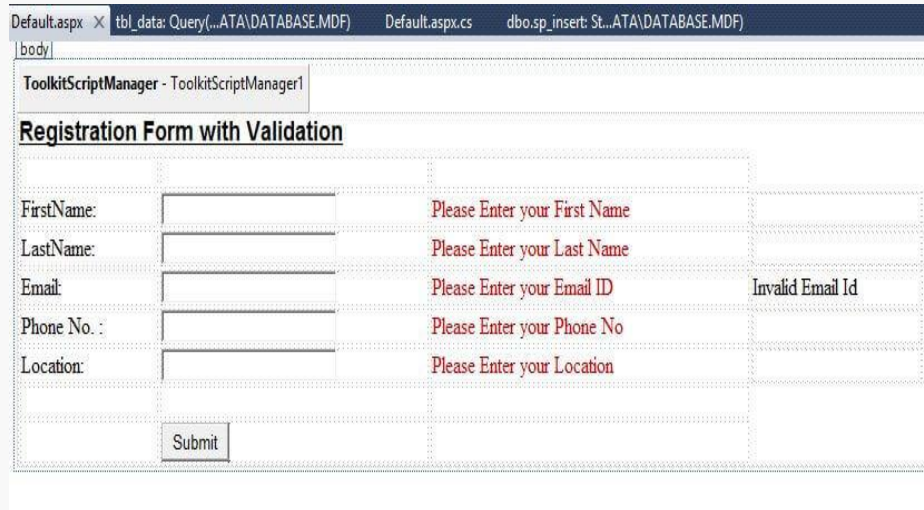 Default.aspx X tbl_data: Query(...ATA\DATABASE.MDF) Default.aspx.cs dbo.sp_insert: St...ATA\DATABASE.MDF)
body
ToolkitScriptManager - ToolkitScriptManager1
Registration Form with Validation
FirstName: Please Enter your First Name
LastName: Please Enter your Last Name
Email: Please Enter your Email ID Invalid Email Id
Phone No. : Please Enter your Phone No
Location: Please Enter your Location
Submit